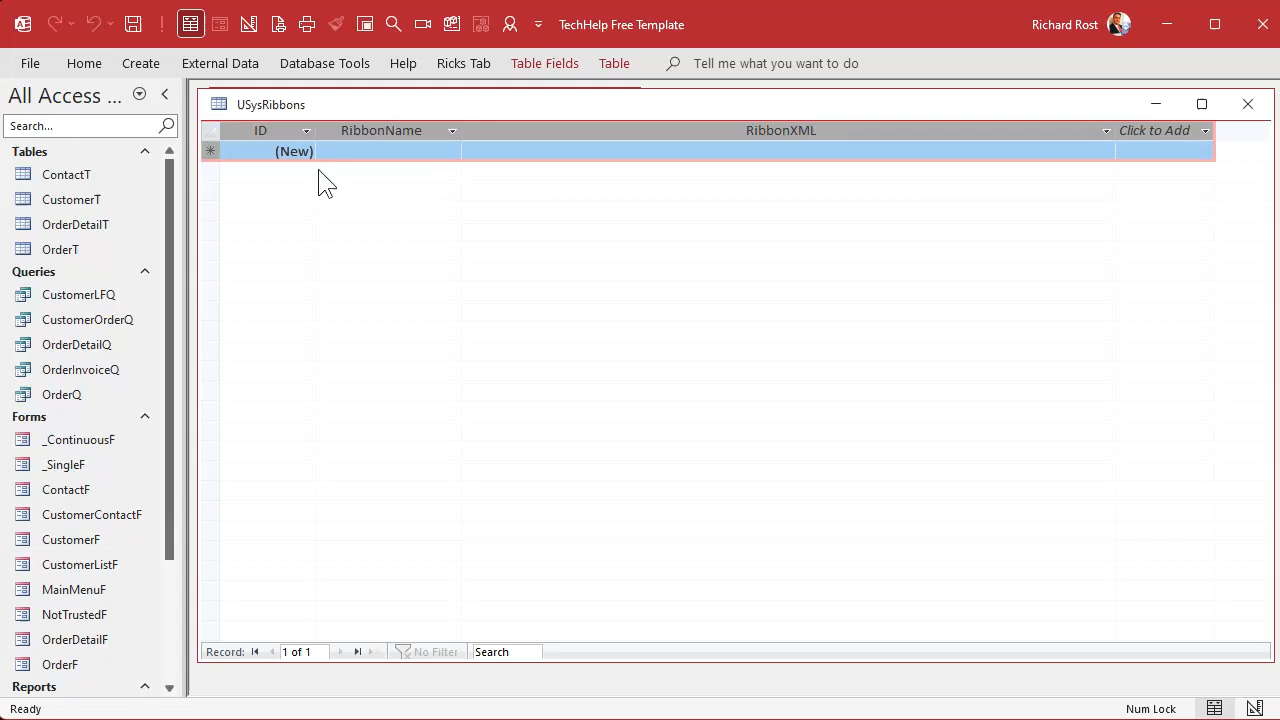 TechHelp Free Template
Richard Rost
File Home Create External Data Database Tools Help Ricks Tab Table Fields Table Tell me what you want to do
All Access ...
Search...
Tables
ContactT
CustomerT
OrderDetailT
OrderT
Queries
CustomerLFQ
CustomerOrderQ
OrderDetailQ
OrderInvoiceQ
OrderQ
Forms
_ContinuousF
_SingleF
ContactF
CustomerContactF
CustomerF
CustomerListF
MainMenuF
NotTrustedF
OrderDetailF
OrderF
Reports
USysRibbons
ID RibbonName RibbonXML Click to Add
(New)
Record: 1 of 1 No Filter Search
Ready
Num Lock